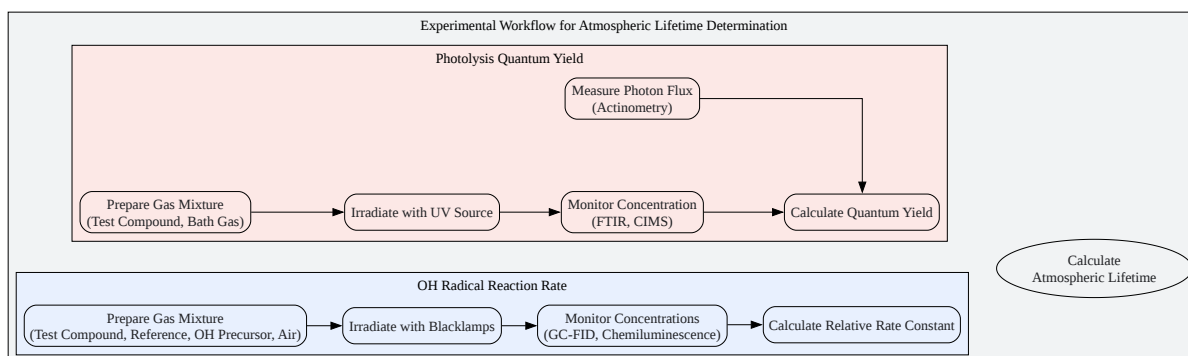 Experimental Workflow for Atmospheric Lifetime Determination
Photolysis Quantum Yield
Measure Photon Flux
(Actinometry)
Prepare Gas Mixture
(Test Compound, Bath Gas)
Irradiate with UV Source
Monitor Concentration
(FTIR, CIMS)
Calculate Quantum Yield
Calculate
Atmospheric Lifetime
OH Radical Reaction Rate
Prepare Gas Mixture
(Test Compound, Reference, OH Precursor, Air)
Irradiate with Blacklamps
Monitor Concentrations
(GC-FID, Chemiluminescence)
Calculate Relative Rate Constant